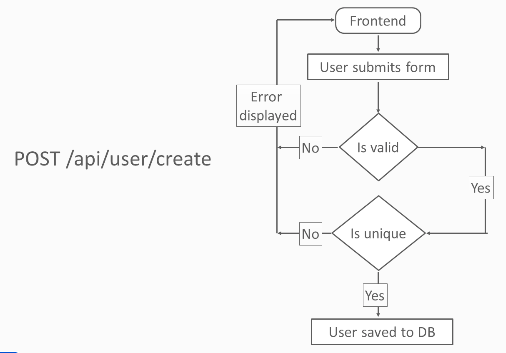 Frontend
User submits form
Error
displayed
No
Is valid
POST /api/user/create
Yes
No
Is unique
Yes
User saved to DB